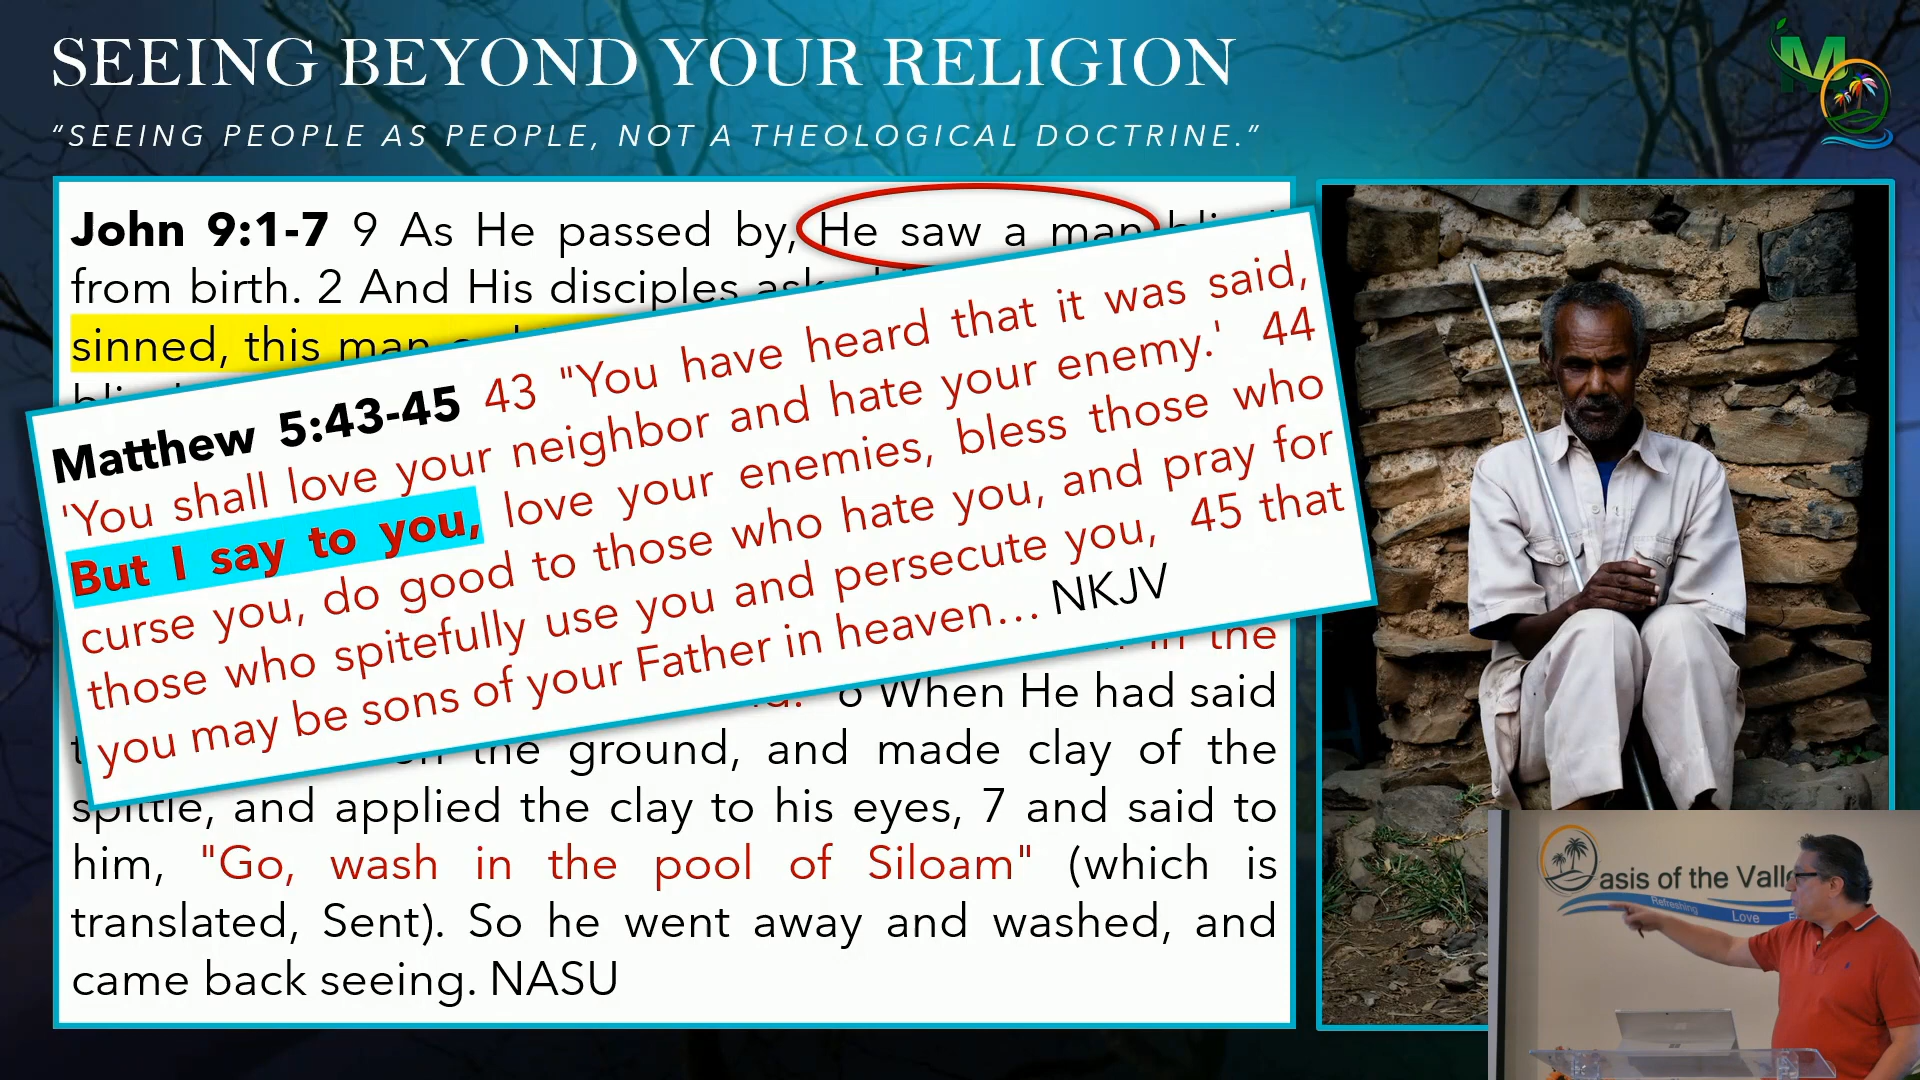 SEEING BEYOND YOUR RELIGION
"SEEING PEOPLE AS PEOPLE, NOT A THEOLOGICAL DOCTRINE."
M
John 9:1-7 9 As He passed by, He saw a man
from birth. 2 And His disciples
sinned, this man
Matthew 5:43-45 43 "You have heard that it was said,
'You shall love your neighbor and hate your enemy.' 44
But I say to you, love your enemies, bless those who
curse you, do good to those who hate you, and pray for
those who spitefully use you and persecute you, 45 that
you may be sons of your Father in heaven... NKJV
in the
6 When He had said
the ground, and made clay of the
spittle, and applied the clay to his eyes, 7 and said to
him, "Go, wash in the pool of Siloam" (which is
translated, Sent). So he went away and washed, and
came back seeing. NASU
asis of the Valle
Refreshing Love